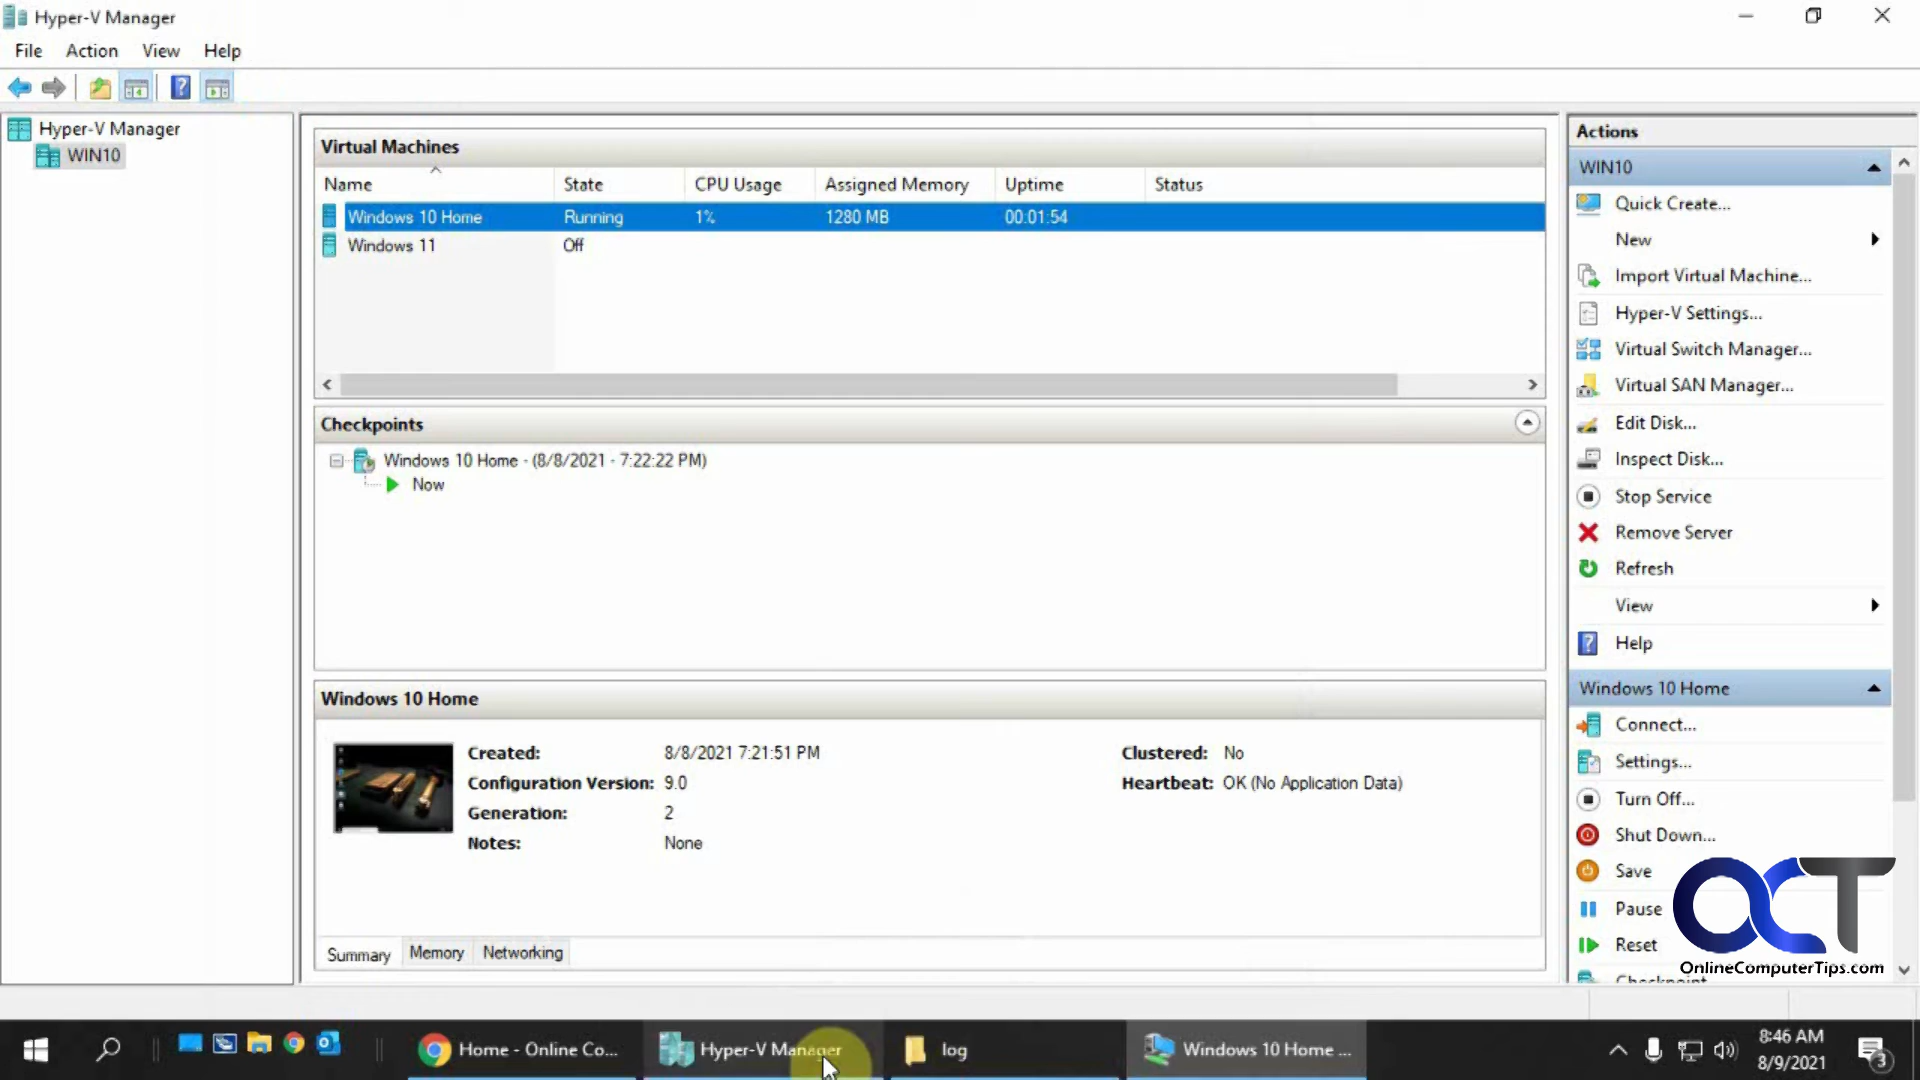 Hyper-V Manager
File Action View Help
Hyper-V Manager
WIN10
Virtual Machines
Name State CPU Usage Assigned Memory Uptime Status
Windows 10 Home Running 1% 1280 MB 00:01:54
Windows 11 Off
Checkpoints
Windows 10 Home - (8/8/2021 - 7:22:22 PM)
Now
Windows 10 Home
Created: 8/8/2021 7:21:51 PM Clustered: No
Configuration Version: 9.0 Heartbeat: OK (No Application Data)
Generation: 2
Notes: None
Summary Memory Networking
Actions
WIN10
Quick Create...
New
Import Virtual Machine...
Hyper-V Settings...
Virtual Switch Manager...
Virtual SAN Manager...
Edit Disk...
Inspect Disk...
Stop Service
Remove Server
Refresh
View
Help
Windows 10 Home
Connect...
Settings...
Turn Off...
Shut Down...
Save
Pause
Reset
Checkpoint
OCT
OnlineComputerTips.com
Home - Online Co... Hyper-V Manager log Windows 10 Home ... 8:46 AM
8/9/2021 3